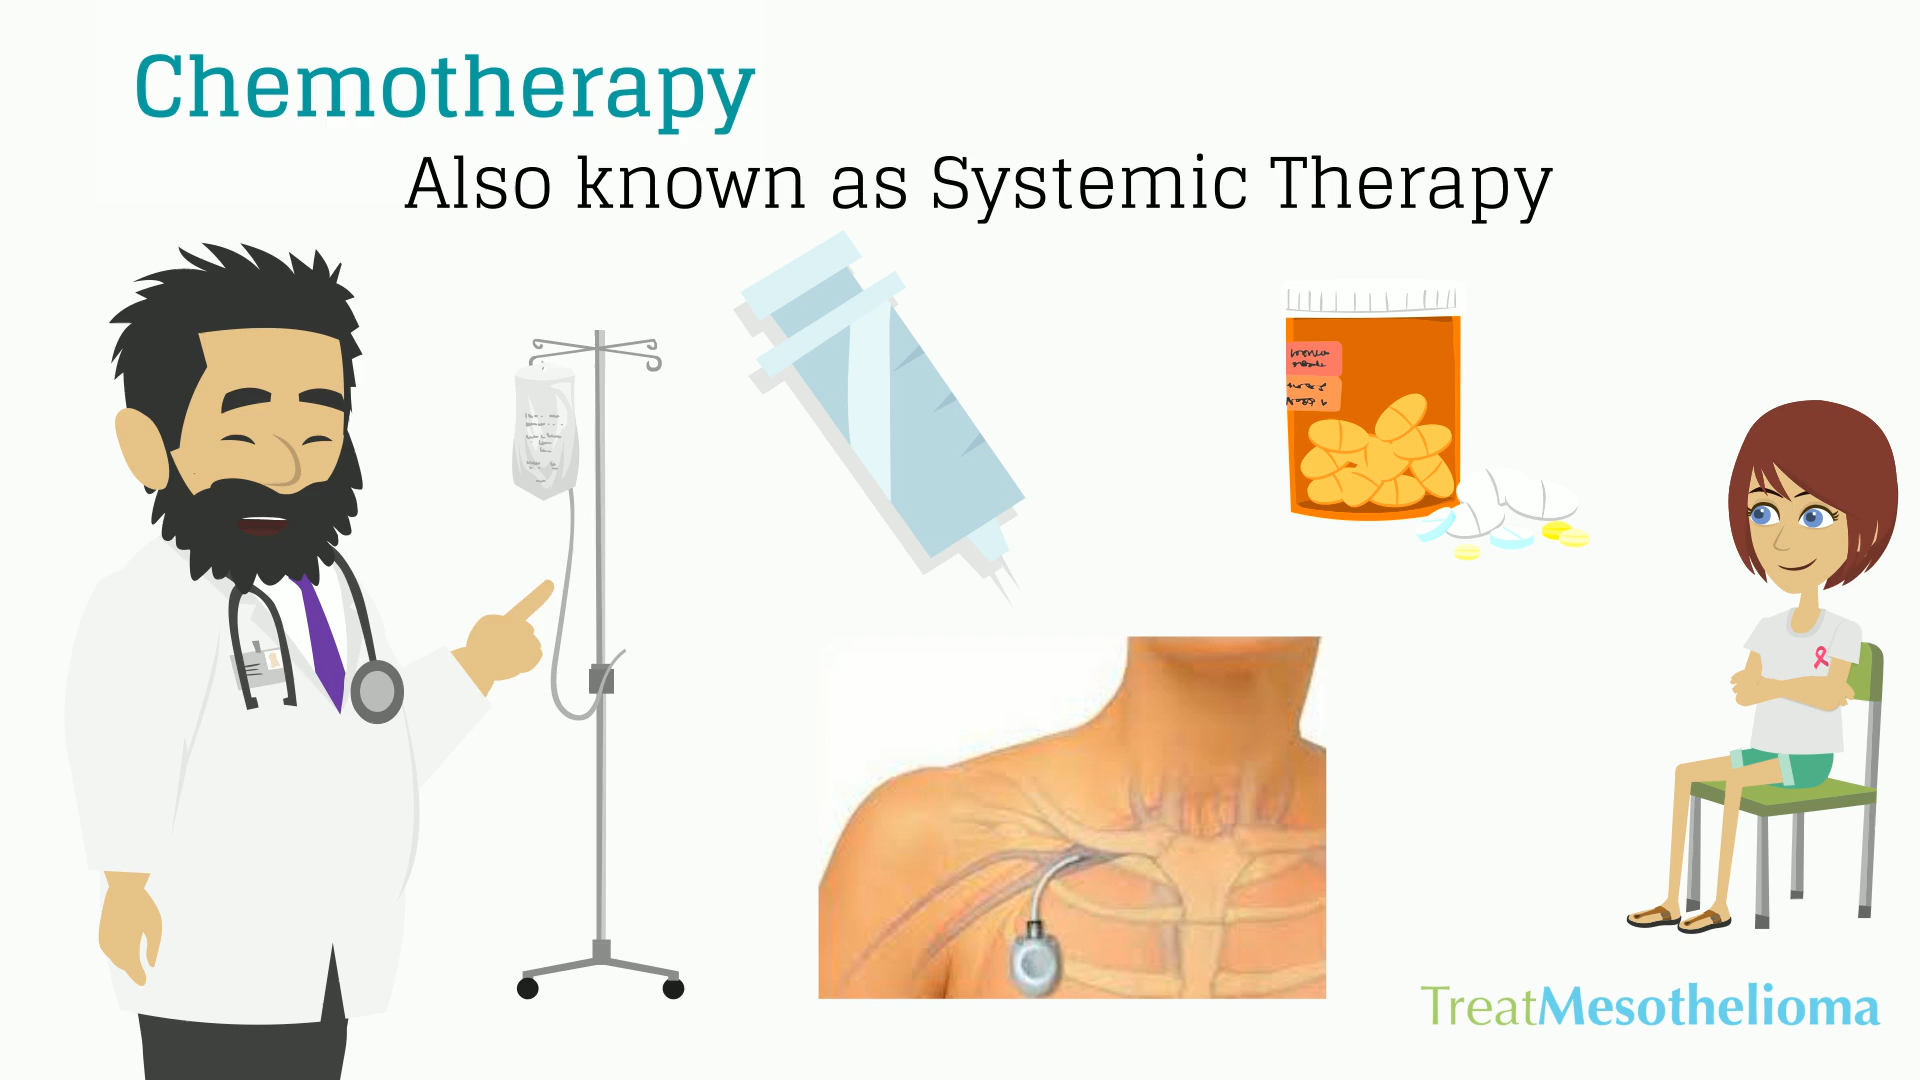 Chemotherapy
Also known as Systemic Therapy
TreatMesothelioma